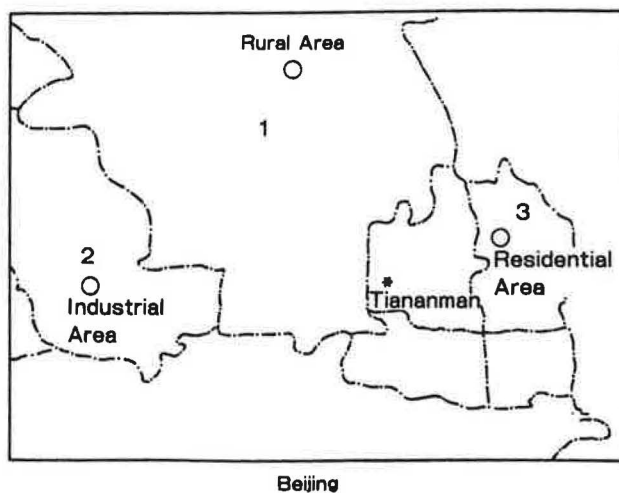 Rural Area
1
3
2
Residential
Area
*
Tiananman
Industrial
Area
Beijing